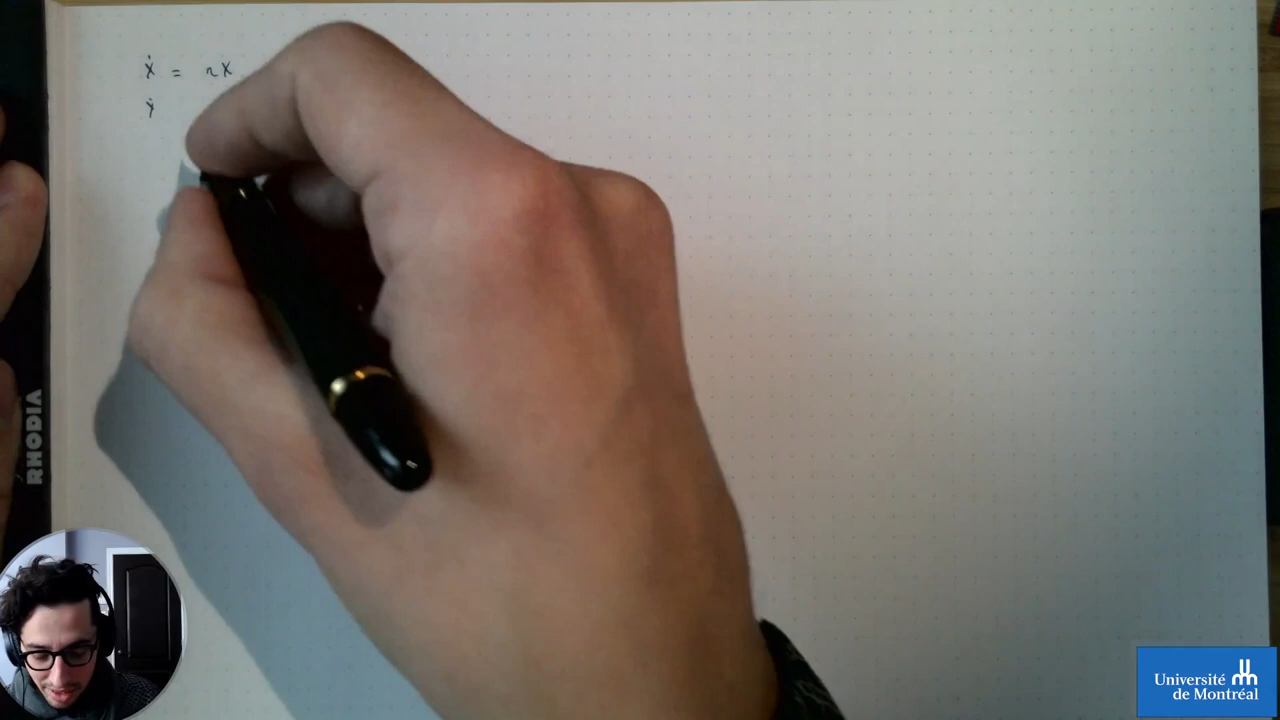 ẋ = rx
ẏ
RHODIA
Université
de Montréal